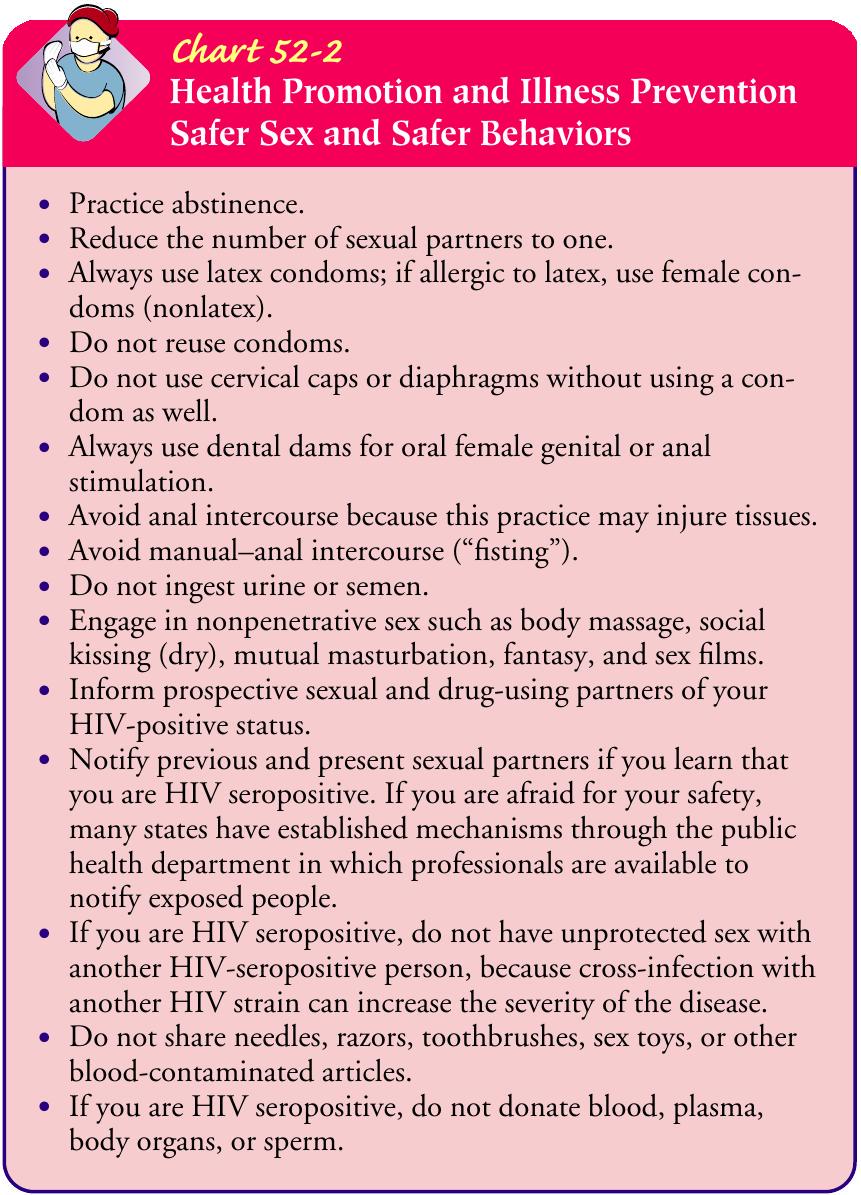 Chart 52-2
Health Promotion and Illness Prevention
Safer Sex and Safer Behaviors
• Practice abstinence.
• Reduce the number of sexual partners to one.
• Always use latex condoms; if allergic to latex, use female con-
doms (nonlatex).
• Do not reuse condoms.
• Do not use cervical caps or diaphragms without using a con-
dom as well.
• Always use dental dams for oral female genital or anal
stimulation.
• Avoid anal intercourse because this practice may injure tissues.
• Avoid manual–anal intercourse (“fisting”).
• Do not ingest urine or semen.
• Engage in nonpenetrative sex such as body massage, social
kissing (dry), mutual masturbation, fantasy, and sex films.
• Inform prospective sexual and drug-using partners of your
HIV-positive status.
• Notify previous and present sexual partners if you learn that
you are HIV seropositive. If you are afraid for your safety,
many states have established mechanisms through the public
health department in which professionals are available to
notify exposed people.
• If you are HIV seropositive, do not have unprotected sex with
another HIV-seropositive person, because cross-infection with
another HIV strain can increase the severity of the disease.
• Do not share needles, razors, toothbrushes, sex toys, or other
blood-contaminated articles.
• If you are HIV seropositive, do not donate blood, plasma,
body organs, or sperm.